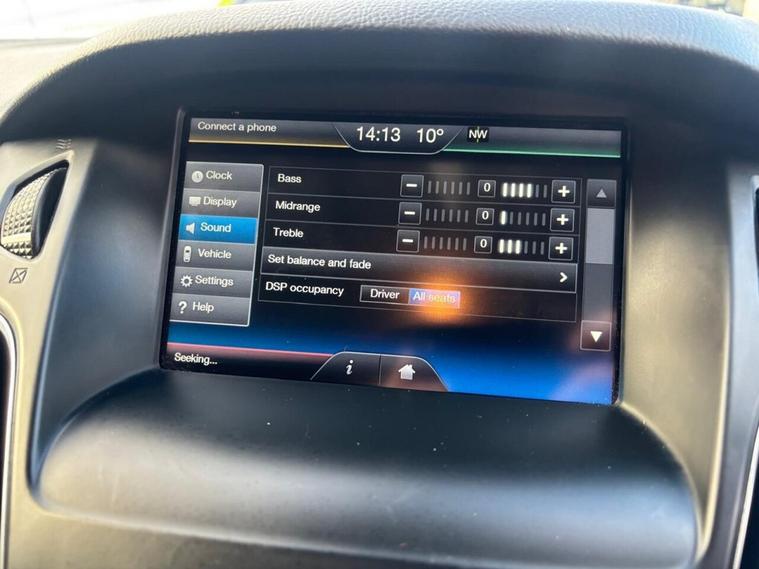 Connect a phone
14:13 10° NW
Clock
Display
Sound
Vehicle
Settings
? Help
Bass − 0 +
Midrange − 0 +
Treble − 0 +
Set balance and fade
DSP occupancy Driver All seats
Seeking...
i